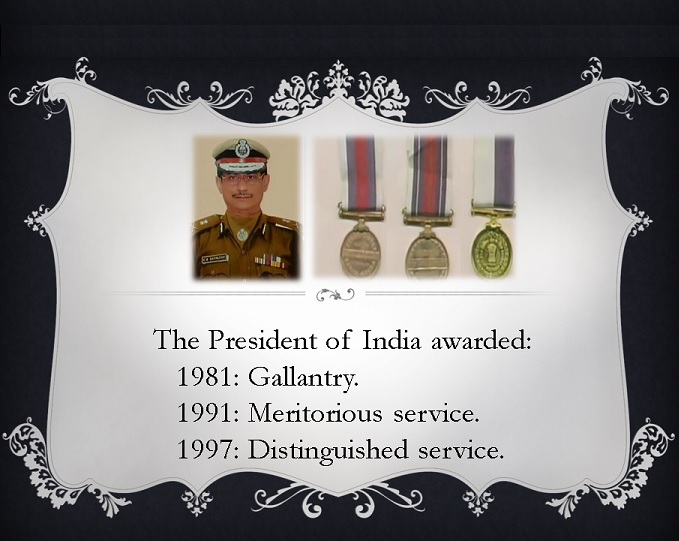 The President of India awarded:
1981: Gallantry.
1991: Meritorious service.
1997: Distinguished service.